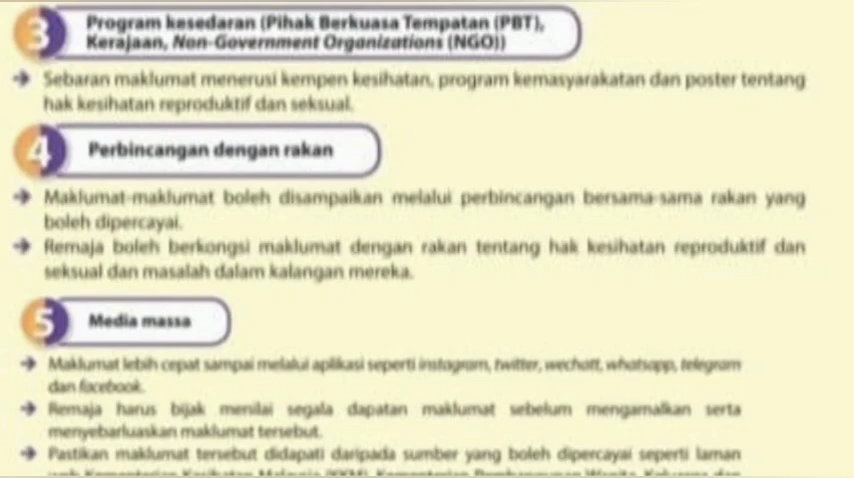 3 Program kesedaran (Pihak Berkuasa Tempatan (PBT),
Kerajaan, Non-Government Organizations (NGO))
Sebaran maklumat menerusi kempen kesihatan, program kemasyarakatan dan poster tentang
hak kesihatan reproduktif dan seksual.
4 Perbincangan dengan rakan
Maklumat-maklumat boleh disampaikan melalui perbincangan bersama-sama rakan yang
boleh dipercayai.
Remaja boleh berkongsi maklumat dengan rakan tentang hak kesihatan reproduktif dan
seksual dan masalah dalam kalangan mereka.
5 Media massa
Maklumat lebih cepat sampai melalui aplikasi seperti instagram, twitter, wechatt, whatsapp, telegram
dan facebook.
Remaja harus bijak menilai segala dapatan maklumat sebelum mengamalkan serta
menyebarluaskan maklumat tersebut.
Pastikan maklumat tersebut didapati daripada sumber yang boleh dipercayai seperti laman